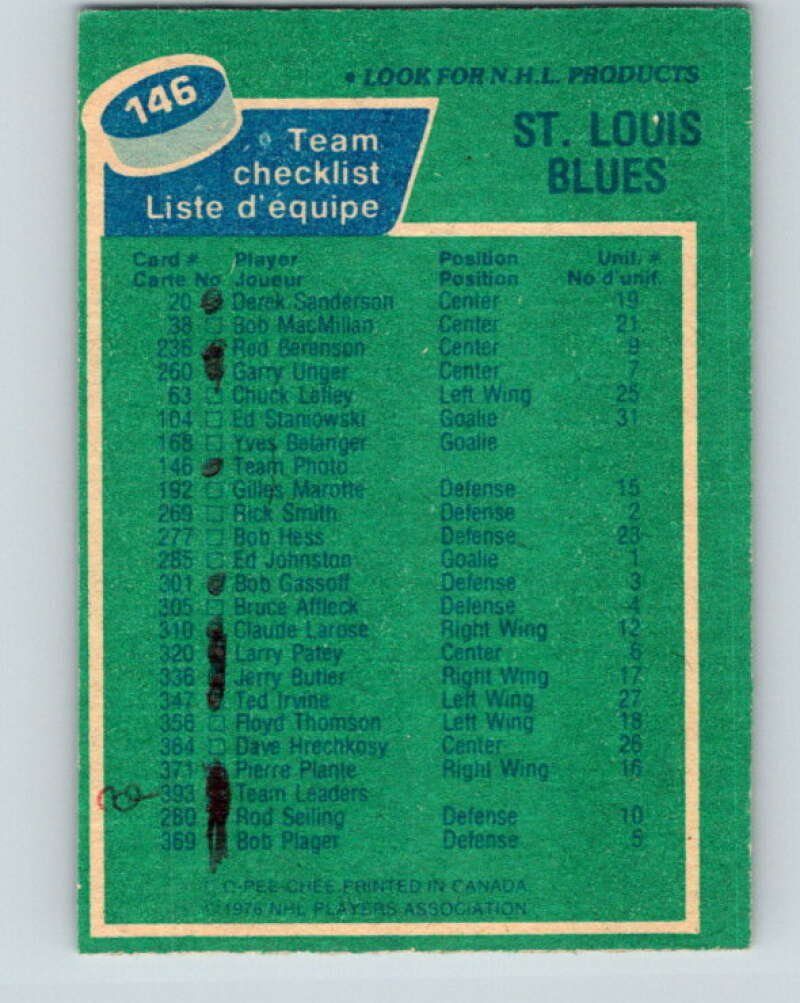 146
• LOOK FOR N.H.L. PRODUCTS
Team checklist
Liste d'équipe
ST. LOUIS
BLUES
Card # Player Position Unif. #
Carte No Joueur Position No d'unif.
20 Derek Sanderson Center 19
38 Bob MacMillan Center 21
236 Red Berenson Center 9
260 Garry Unger Center 7
63 Chuck Lefley Left Wing 25
104 Ed Staniowski Goalie 31
168 Yves Belanger Goalie
146 Team Photo
192 Gilles Marotte Defense 15
269 Rick Smith Defense 2
277 Bob Hess Defense 23
285 Ed Johnston Goalie 1
301 Bob Gassoff Defense 3
305 Bruce Affleck Defense 4
310 Claude Larose Right Wing 12
320 Larry Patey Center 6
336 Jerry Butler Right Wing 17
347 Ted Irvine Left Wing 27
356 Floyd Thomson Left Wing 18
364 Dave Hrechkosy Center 26
371 Pierre Plante Right Wing 16
393 Team Leaders
280 Rod Seiling Defense 10
369 Bob Plager Defense 5
O-PEE-CHEE PRINTED IN CANADA
©1976 NHL PLAYERS ASSOCIATION